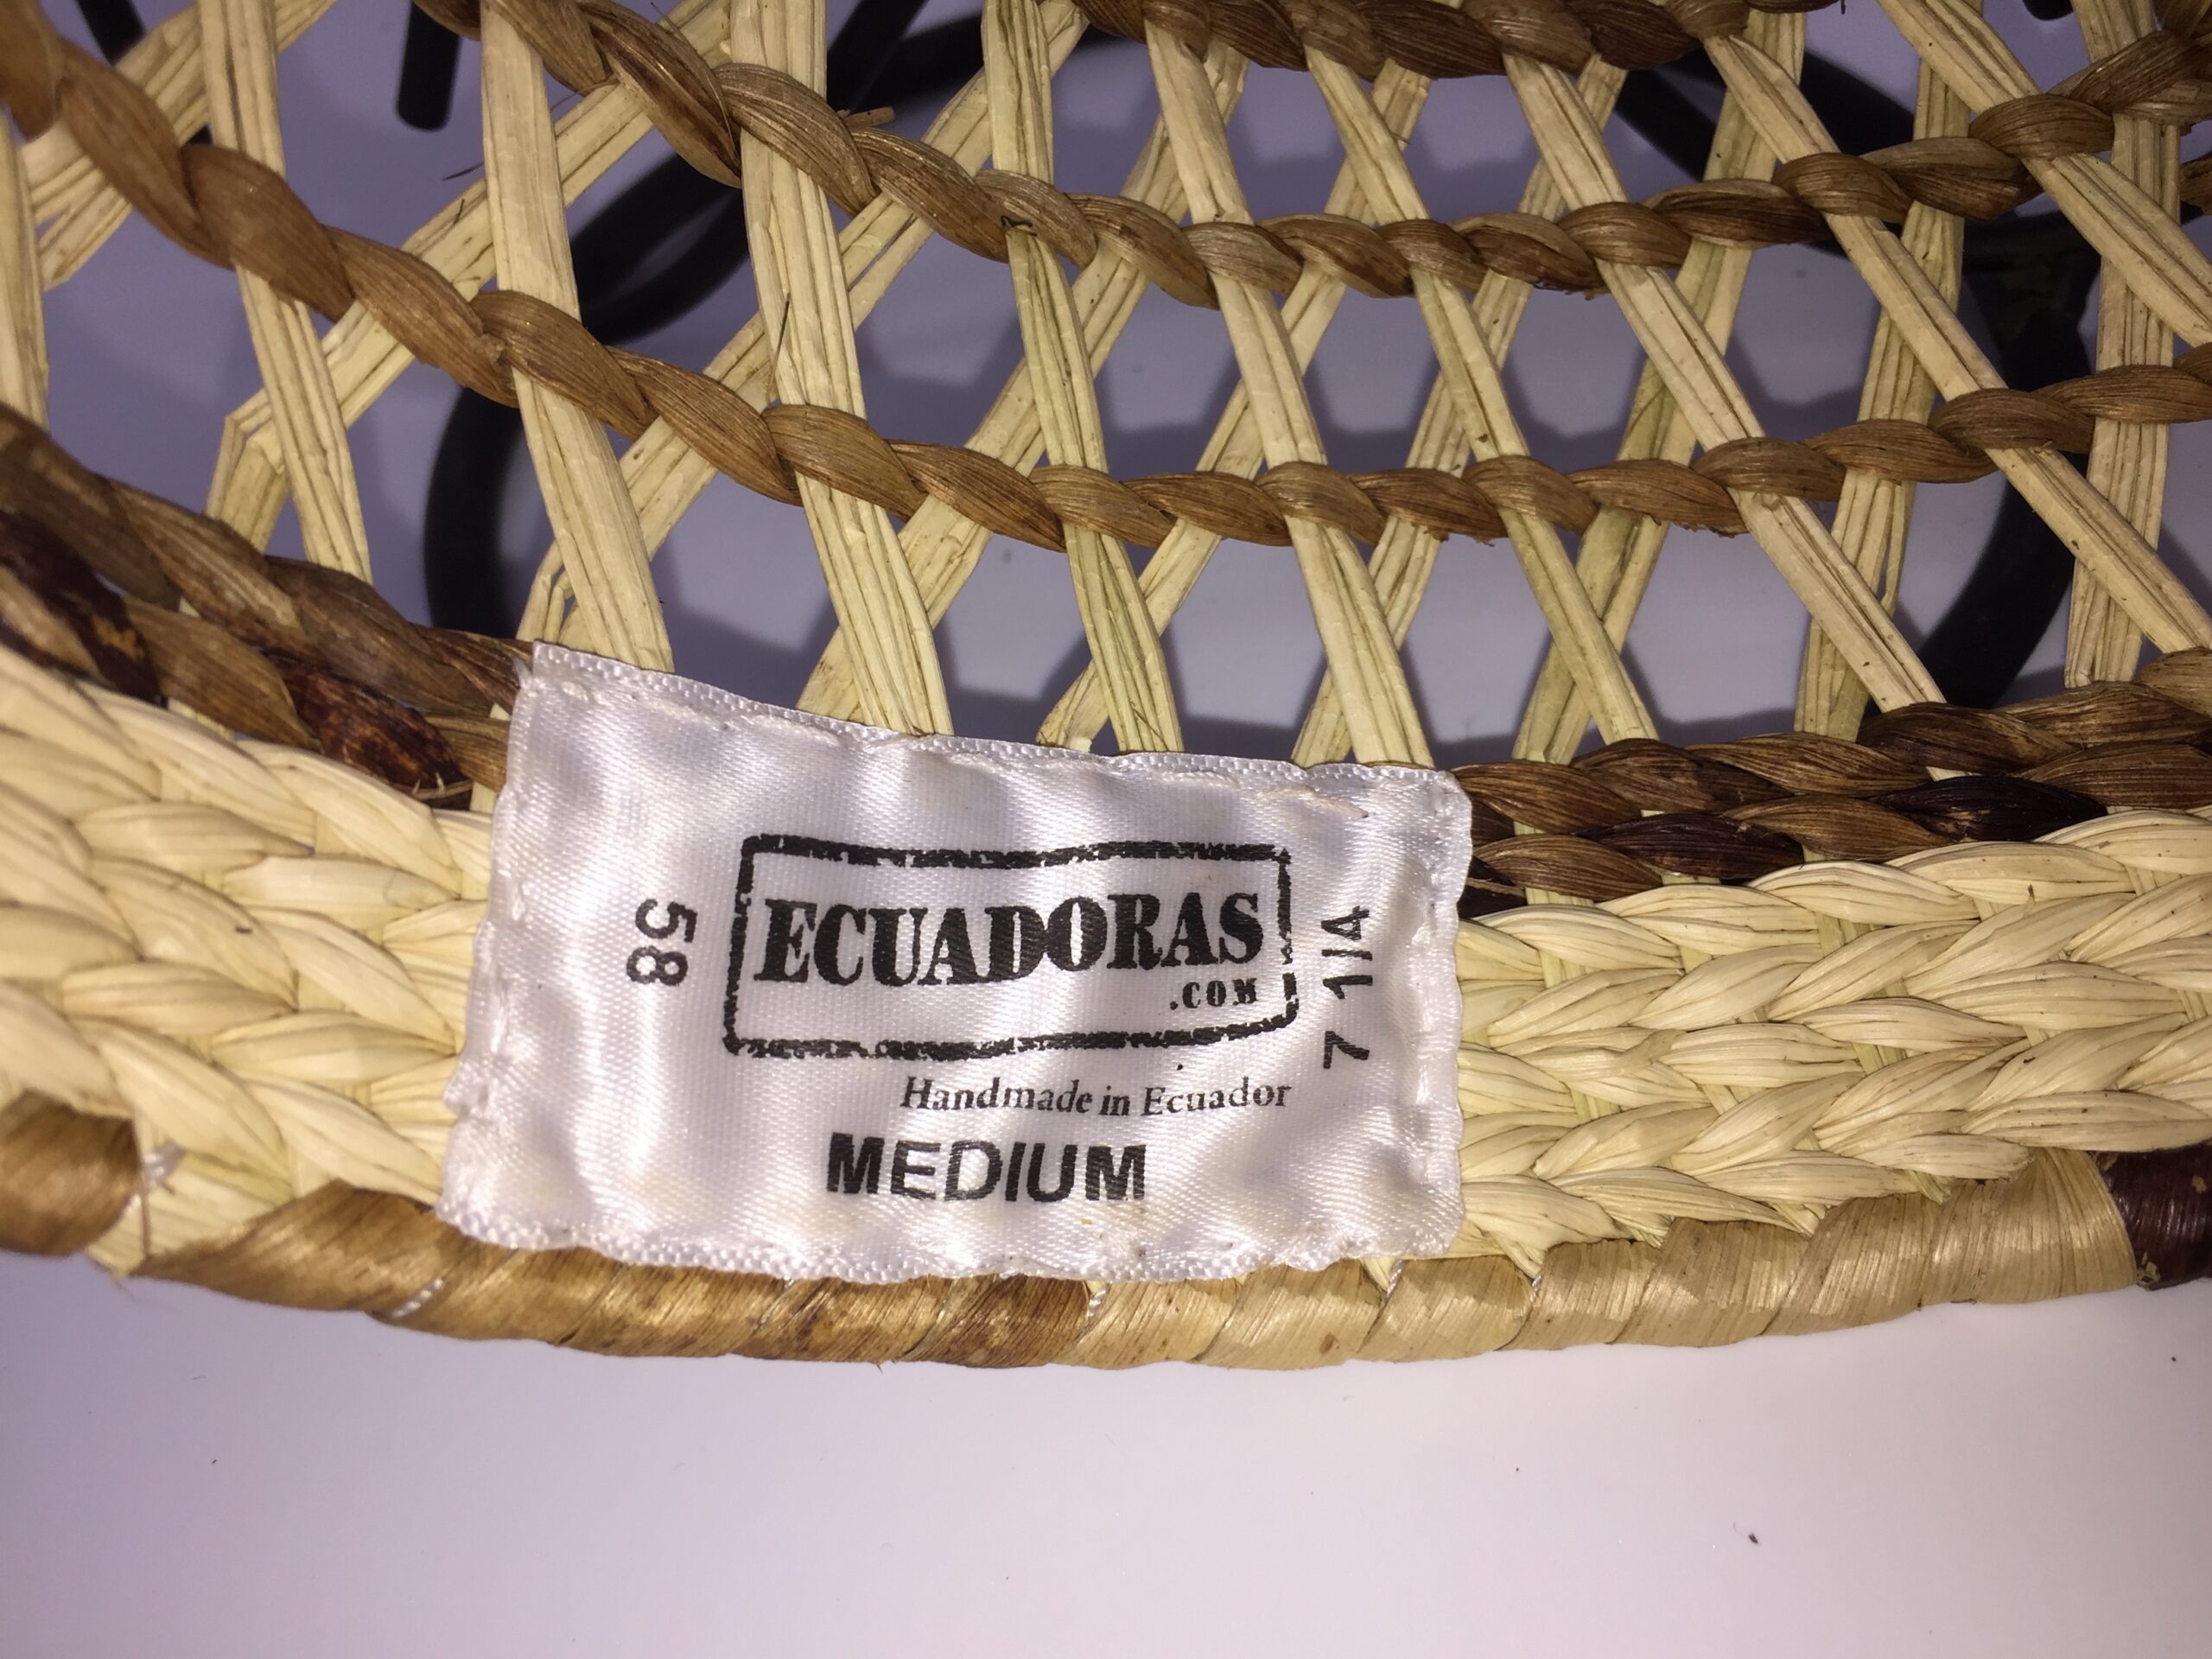 58
ECUADORAS
.COM
7 1/4
Handmade in Ecuador
MEDIUM